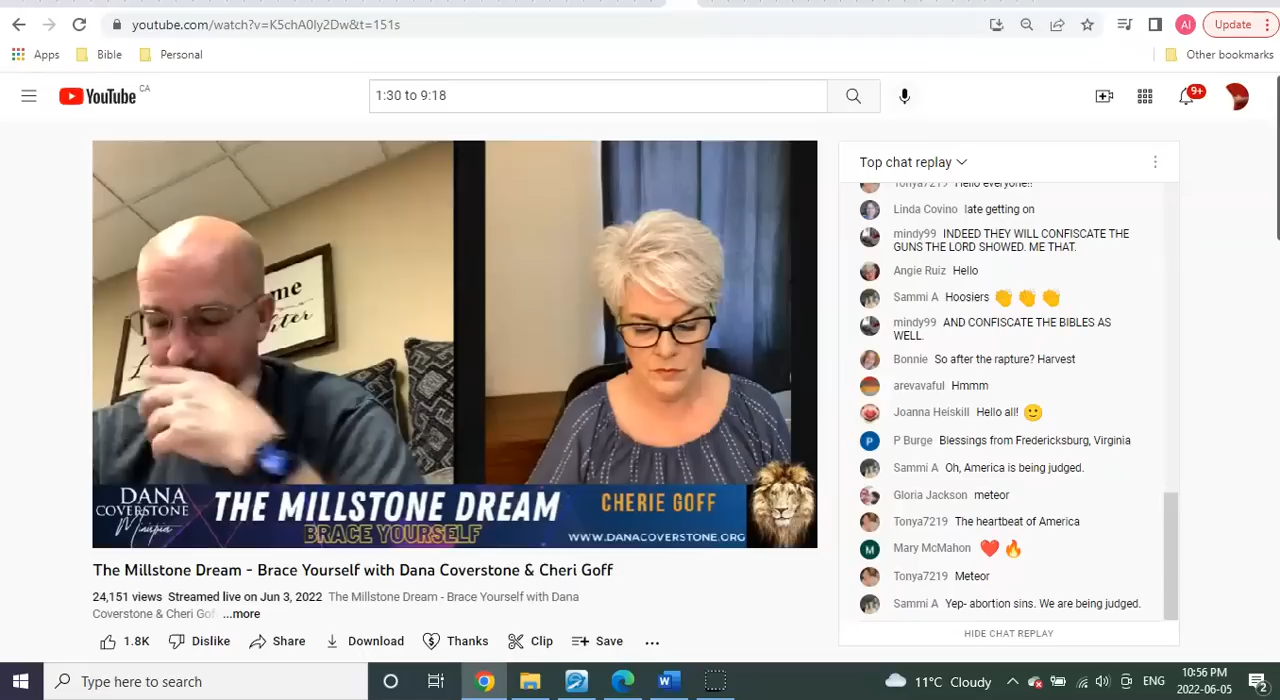 youtube.com/watch?v=K5chA0ly2Dw&t=151s
AI
Update
Apps
Bible
Personal
Other bookmarks
YouTube CA
1:30 to 9:18
9+
me
DANA COVERSTONE
THE MILLSTONE DREAM
BRACE YOURSELF
CHERIE GOFF
WWW.DANACOVERSTONE.ORG
Top chat replay
Tonya7219 Hello everyone!!
Linda Covino late getting on
mindy99 INDEED THEY WILL CONFISCATE THE
GUNS THE LORD SHOWED. ME THAT.
Angie Ruiz Hello
Sammi A Hoosiers 👏 👏 👏
mindy99 AND CONFISCATE THE BIBLES AS
WELL.
Bonnie So after the rapture? Harvest
arevavaful Hmmm
Joanna Heiskill Hello all! 🙂
P
P Burge Blessings from Fredericksburg, Virginia
Sammi A Oh, America is being judged.
Gloria Jackson meteor
Tonya7219 The heartbeat of America
M
Mary McMahon ❤️ 🔥
Tonya7219 Meteor
Sammi A Yep- abortion sins. We are being judged.
HIDE CHAT REPLAY
The Millstone Dream - Brace Yourself with Dana Coverstone & Cheri Goff
24,151 views Streamed live on Jun 3, 2022 The Millstone Dream - Brace Yourself with Dana
Coverstone & Cheri Gof ...more
1.8K
Dislike
Share
Download
Thanks
Clip
Save
Type here to search
11°C Cloudy
ENG
10:56 PM
2022-06-05
2